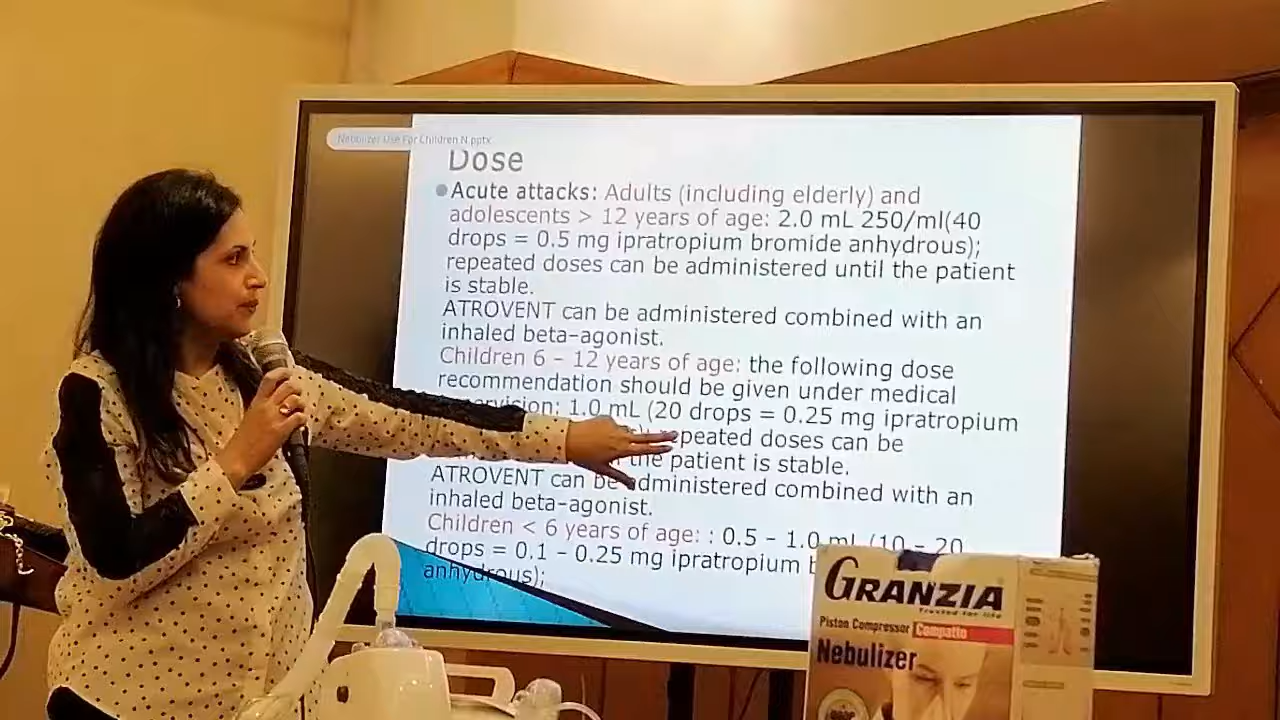 Nebulizer Use For Children N.pptx
Dose
Acute attacks: Adults (including elderly) and
adolescents > 12 years of age: 2.0 mL 250/ml(40
drops = 0.5 mg ipratropium bromide anhydrous);
repeated doses can be administered until the patient
is stable.
ATROVENT can be administered combined with an
inhaled beta-agonist.
Children 6 – 12 years of age: the following dose
recommendation should be given under medical
1.0 mL (20 drops = 0.25 mg ipratropium
doses can be
the patient is stable.
ATROVENT can be administered combined with an
inhaled beta-agonist.
Children < 6 years of age: : 0.5 – 1.0 mL (10 – 20
drops = 0.1 – 0.25 mg ipratropium
anhydrous);
GRANZIA
Trusted for life
Piston Compressor Compatto
Nebulizer